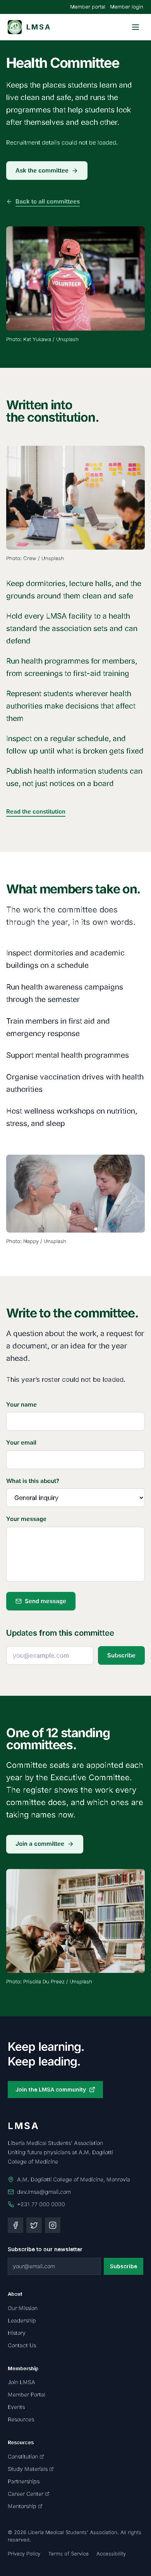 Member portal Member login
LMSA
Health Committee
Keeps the places students learn and
live clean and safe, and runs the
programmes that help students look
after themselves and each other.
Recruitment details could not be loaded.
Ask the committee →
← Back to all committees
VOLUNTEER
Photo: Kat Yukawa / Unsplash
Written into
the constitution.
Photo: Crew / Unsplash
Keep dormitories, lecture halls, and the
grounds around them clean and safe
Hold every LMSA facility to a health
standard the association sets and can
defend
Run health programmes for members,
from screenings to first-aid training
Represent students wherever health
authorities make decisions that affect
them
Inspect on a regular schedule, and
follow up until what is broken gets fixed
Publish health information students can
use, not just notices on a board
Read the constitution
What members take on.
The work the committee does
through the year, in its own words.
Inspect dormitories and academic
buildings on a schedule
Run health awareness campaigns
through the semester
Train members in first aid and
emergency response
Support mental health programmes
Organise vaccination drives with health
authorities
Host wellness workshops on nutrition,
stress, and sleep
Photo: Nappy / Unsplash
Write to the committee.
A question about the work, a request for
a document, or an idea for the year
ahead.
This year's roster could not be loaded.
Your name
Your email
What is this about?
General inquiry
Your message
Send message
Updates from this committee
you@example.com
Subscribe
One of 12 standing
committees.
Committee seats are appointed each
year by the Executive Committee.
The register shows what every
committee does, and which ones are
taking names now.
Join a committee →
Photo: Priscilla Du Preez / Unsplash
Keep learning.
Keep leading.
Join the LMSA community
LMSA
Liberia Medical Students' Association
Uniting future physicians at A.M. Dogliotti
College of Medicine
A.M. Dogliotti College of Medicine, Monrovia
dev.lmsa@gmail.com
+231 77 000 0000
Subscribe to our newsletter
your@email.com
Subscribe
About
Our Mission
Leadership
History
Contact Us
Membership
Join LMSA
Member Portal
Events
Resources
Resources
Constitution
Study Materials
Partnerships
Career Center
Mentorship
© 2026 Liberia Medical Students' Association. All rights
reserved.
Privacy Policy Terms of Service Accessibility